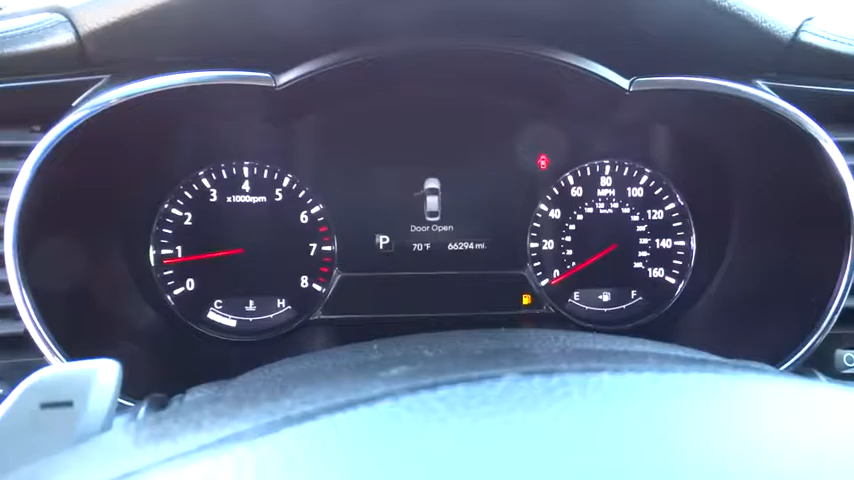 0 1 2 3 4 5 6 7 8
x1000rpm
C H
Door Open
P 70°F 66294 mi.
0 20 40 60 80 100 120 140 160
MPH
km/h
E F